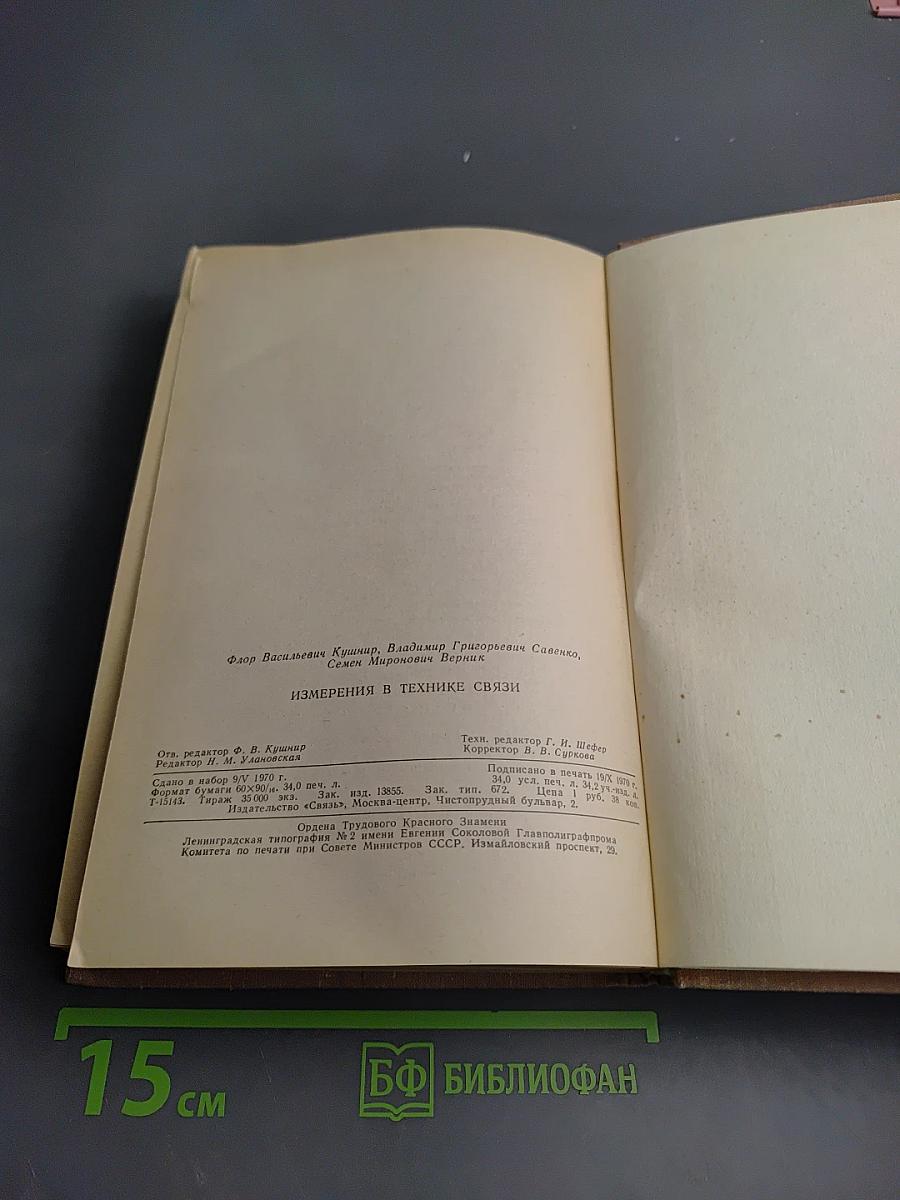 Флор Васильевич Кушнир, Владимир Григорьевич Савенко,
Семен Миронович Верник
ИЗМЕРЕНИЯ В ТЕХНИКЕ СВЯЗИ
Отв. редактор Ф. В. Кушнир
Редактор Н. М. Улановская
Техн. редактор Г. И. Шефер
Корректор В. В. Суркова
Сдано в набор 9/V 1970 г. Подписано в печать 19/X 1970 г.
Формат бумаги 60×90/₁₆. 34,0 печ. л. 34,0 усл. печ. л. 34,2 уч.-изд. л.
Т-15143. Тираж 35 000 экз. Зак. изд. 13855. Зак. тип. 672. Цена 1 руб. 38 коп.
Издательство «Связь», Москва-центр, Чистопрудный бульвар, 2.
Ордена Трудового Красного Знамени
Ленинградская типография № 2 имени Евгении Соколовой Главполиграфпрома
Комитета по печати при Совете Министров СССР. Измайловский проспект, 29.
15 см
БФ БИБЛИОФАН